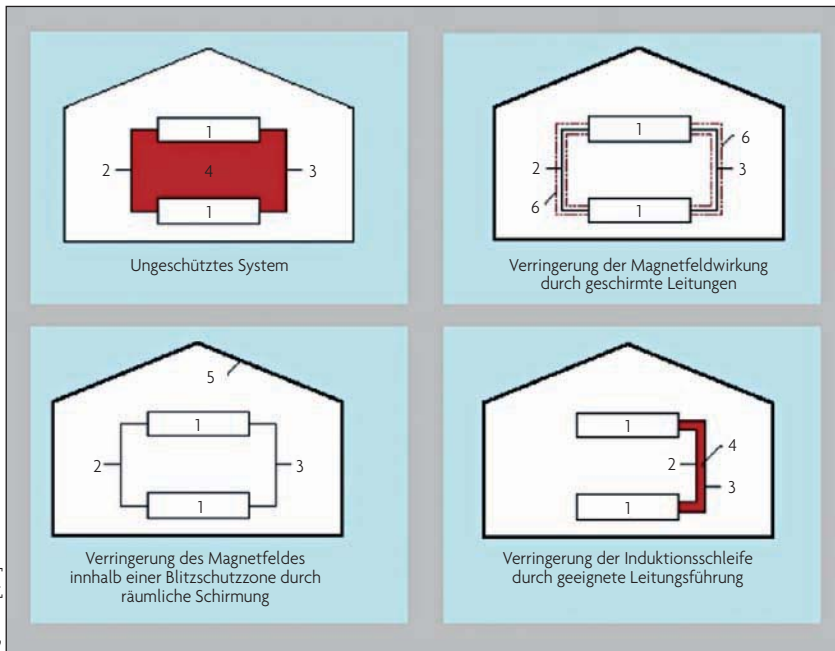 1
2
4
3
1
Ungeschütztes System
1
6
2
3
6
1
Verringerung der Magnetfeldwirkung
durch geschirmte Leitungen
5
1
2
3
1
Verringerung des Magnetfeldes
innhalb einer Blitzschutzzone durch
räumliche Schirmung
1
4
2
3
1
Verringerung der Induktionsschleife
durch geeignete Leitungsführung